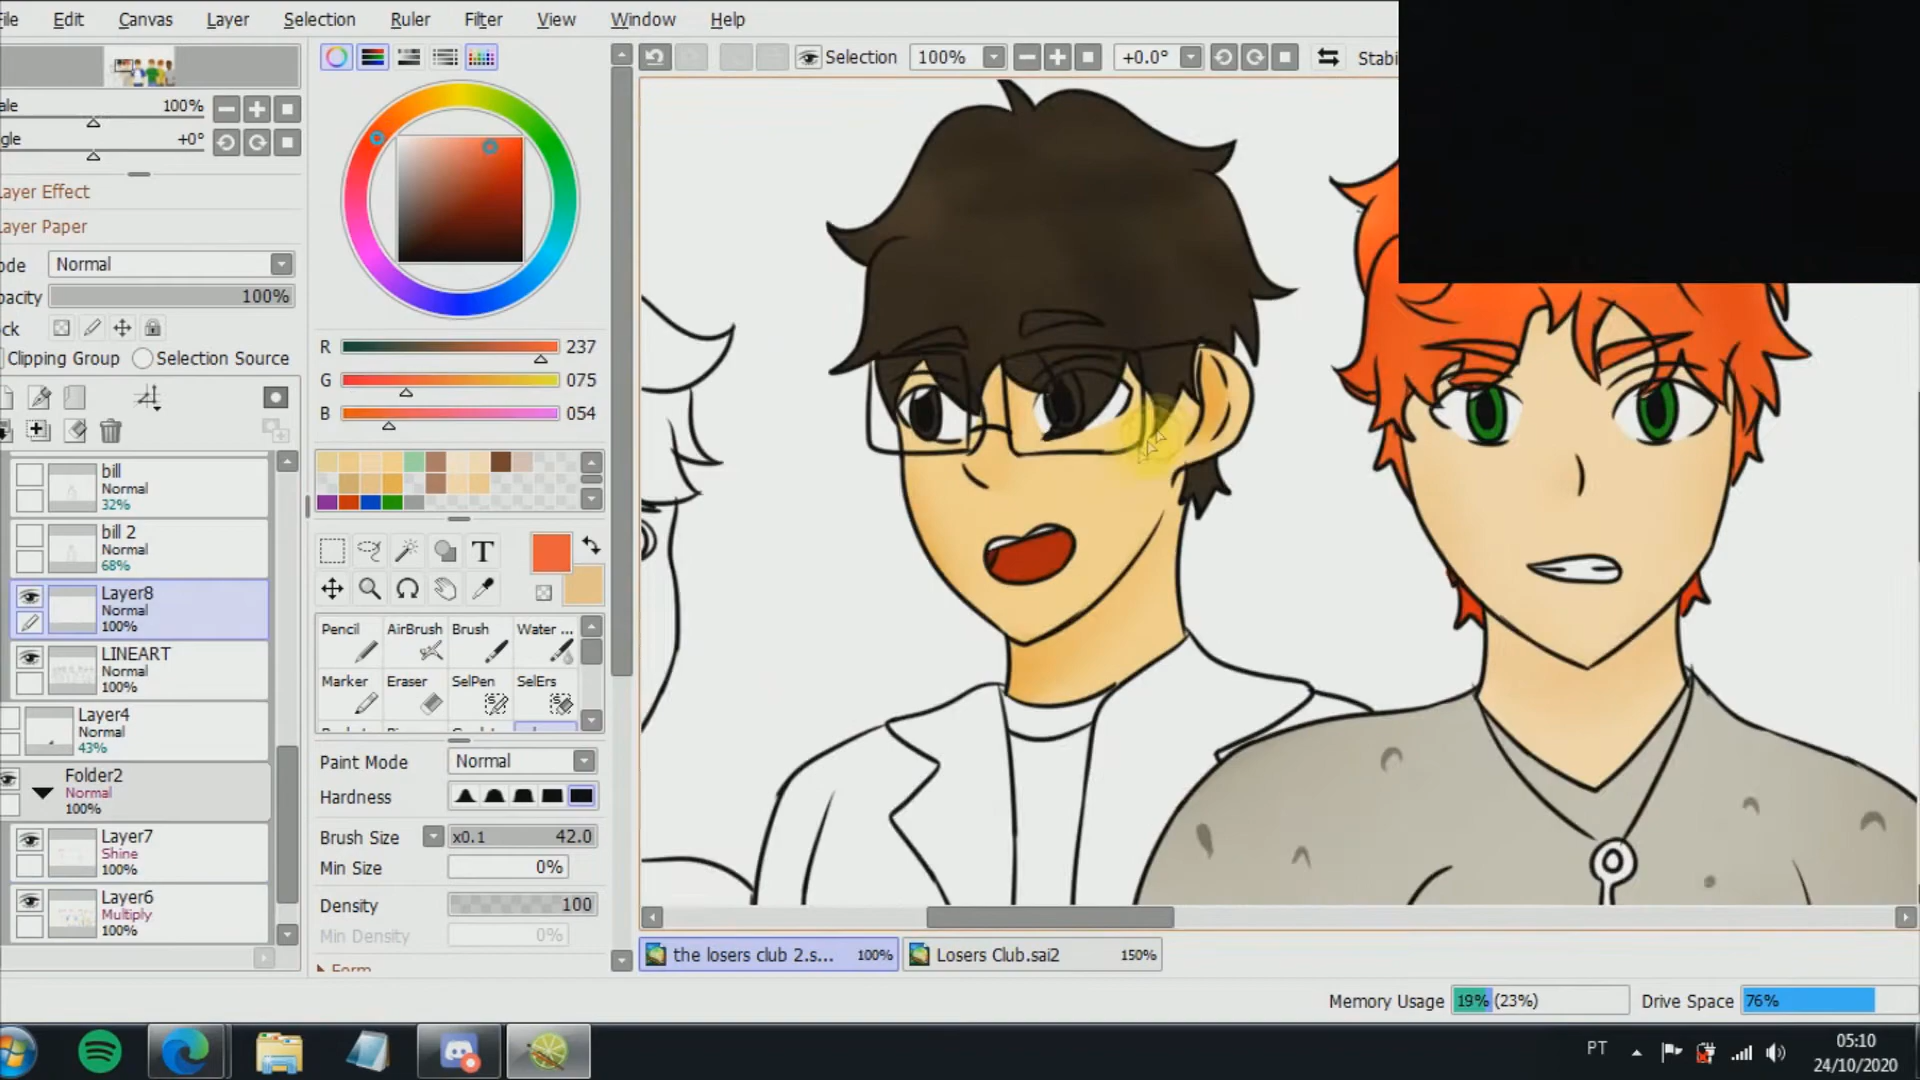 File Edit Canvas Layer Selection Ruler Filter View Window Help
Selection 100% +0.0° Stabi
ale 100%
ngle +0°
ayer Effect
ayer Paper
ode Normal
pacity 100%
ck
Clipping Group Selection Source
bill
Normal
32%
bill 2
Normal
68%
Layer8
Normal
100%
LINEART
Normal
100%
Layer4
Normal
43%
Folder2
Normal
100%
Layer7
Shine
100%
Layer6
Multiply
100%
R 237
G 075
B 054
T
Pencil AirBrush Brush Water ...
Marker Eraser SelPen SelErs
Paint Mode Normal
Hardness
Brush Size x0.1 42.0
Min Size 0%
Density 100
Min Density 0%
Form
the losers club 2.s... 100% Losers Club.sai2 150%
Memory Usage 19% (23%) Drive Space 76%
PT
05:10
24/10/2020